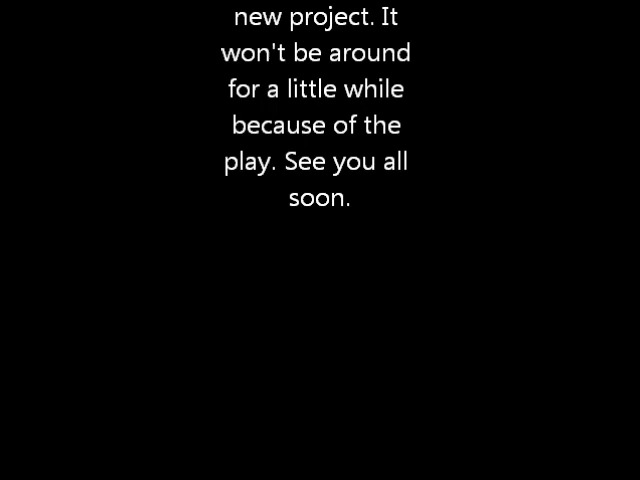 new project. It
won't be around
for a little while
because of the
play. See you all
soon.